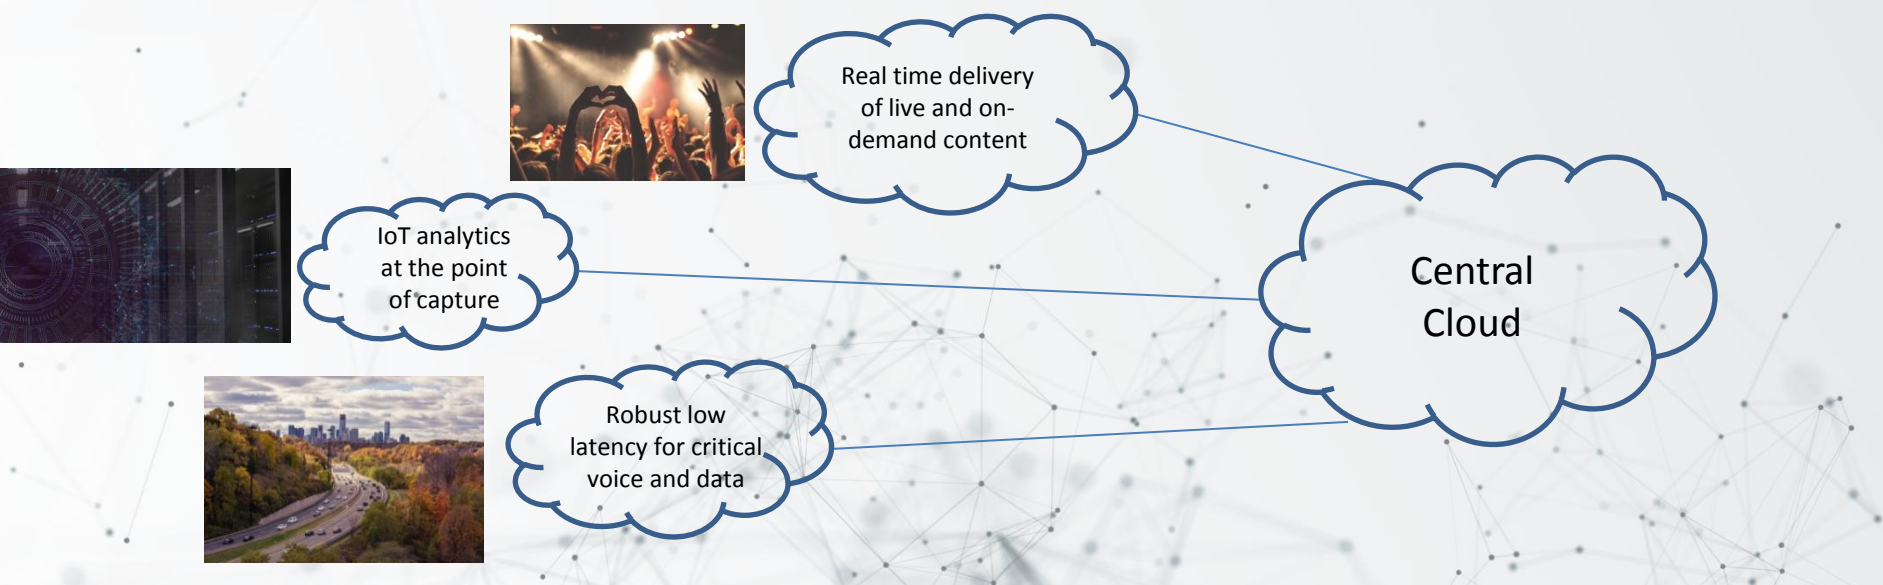 Real time delivery
of live and on-
demand content
IoT analytics
at the point
of capture
Robust low
latency for critical
voice and data
Central
Cloud